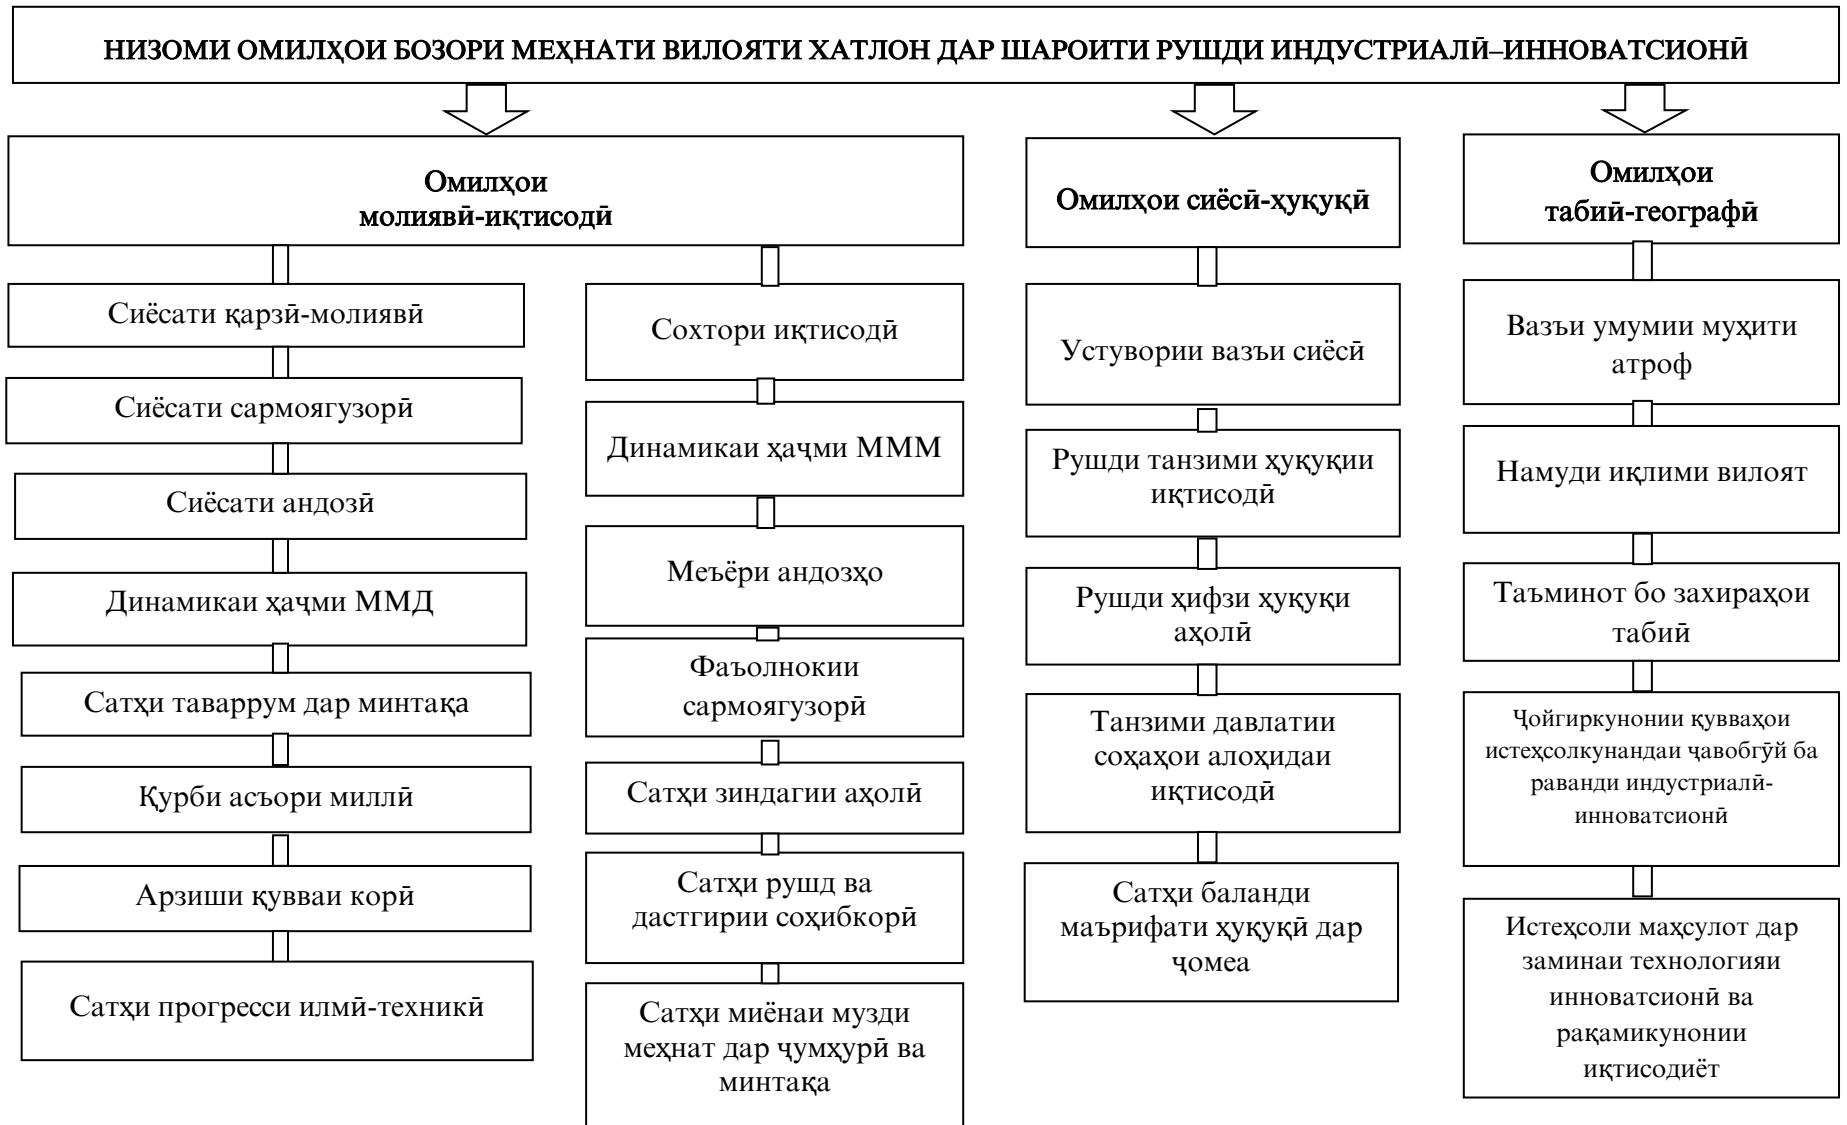 НИЗОМИ ОМИЛҲОИ БОЗОРИ МЕҲНАТИ ВИЛОЯТИ ХАТЛОН ДАР ШАРОИТИ РУШДИ ИНДУСТРИАЛӢ–ИННОВАТСИОНӢ
Омилҳои
молиявӣ-иқтисодӣ
Сиёсати қарзӣ-молиявӣ
Сиёсати сармоягузорӣ
Сиёсати андозӣ
Динамикаи ҳаҷми ММД
Сатҳи таваррум дар минтақа
Қурби асъори миллӣ
Арзиши қувваи корӣ
Сатҳи прогресси илмӣ-техникӣ
Сохтори иқтисодӣ
Динамикаи ҳаҷми МММ
Меъёри андозҳо
Фаъолнокии
сармоягузорӣ
Сатҳи зиндагии аҳолӣ
Сатҳи рушд ва
дастгирии соҳибкорӣ
Сатҳи миёнаи музди
меҳнат дар ҷумҳурӣ ва
минтақа
Омилҳои сиёсӣ-ҳуқуқӣ
Устувории вазъи сиёсӣ
Рушди танзими ҳуқуқии
иқтисодӣ
Рушди ҳифзи ҳуқуқи
аҳолӣ
Танзими давлатии
соҳаҳои алоҳидаи
иқтисодӣ
Сатҳи баланди
маърифати ҳуқуқӣ дар
ҷомеа
Омилҳои
табиӣ-географӣ
Вазъи умумии муҳити
атроф
Намуди иқлими вилоят
Таъминот бо захираҳои
табиӣ
Ҷойгиркунонии қувваҳои
истеҳсолкунандаи ҷавобгӯй ба
раванди индустриалӣ-
инноватсионӣ
Истеҳсоли маҳсулот дар
заминаи технологияи
инноватсионӣ ва
рақамикунонии
иқтисодиёт